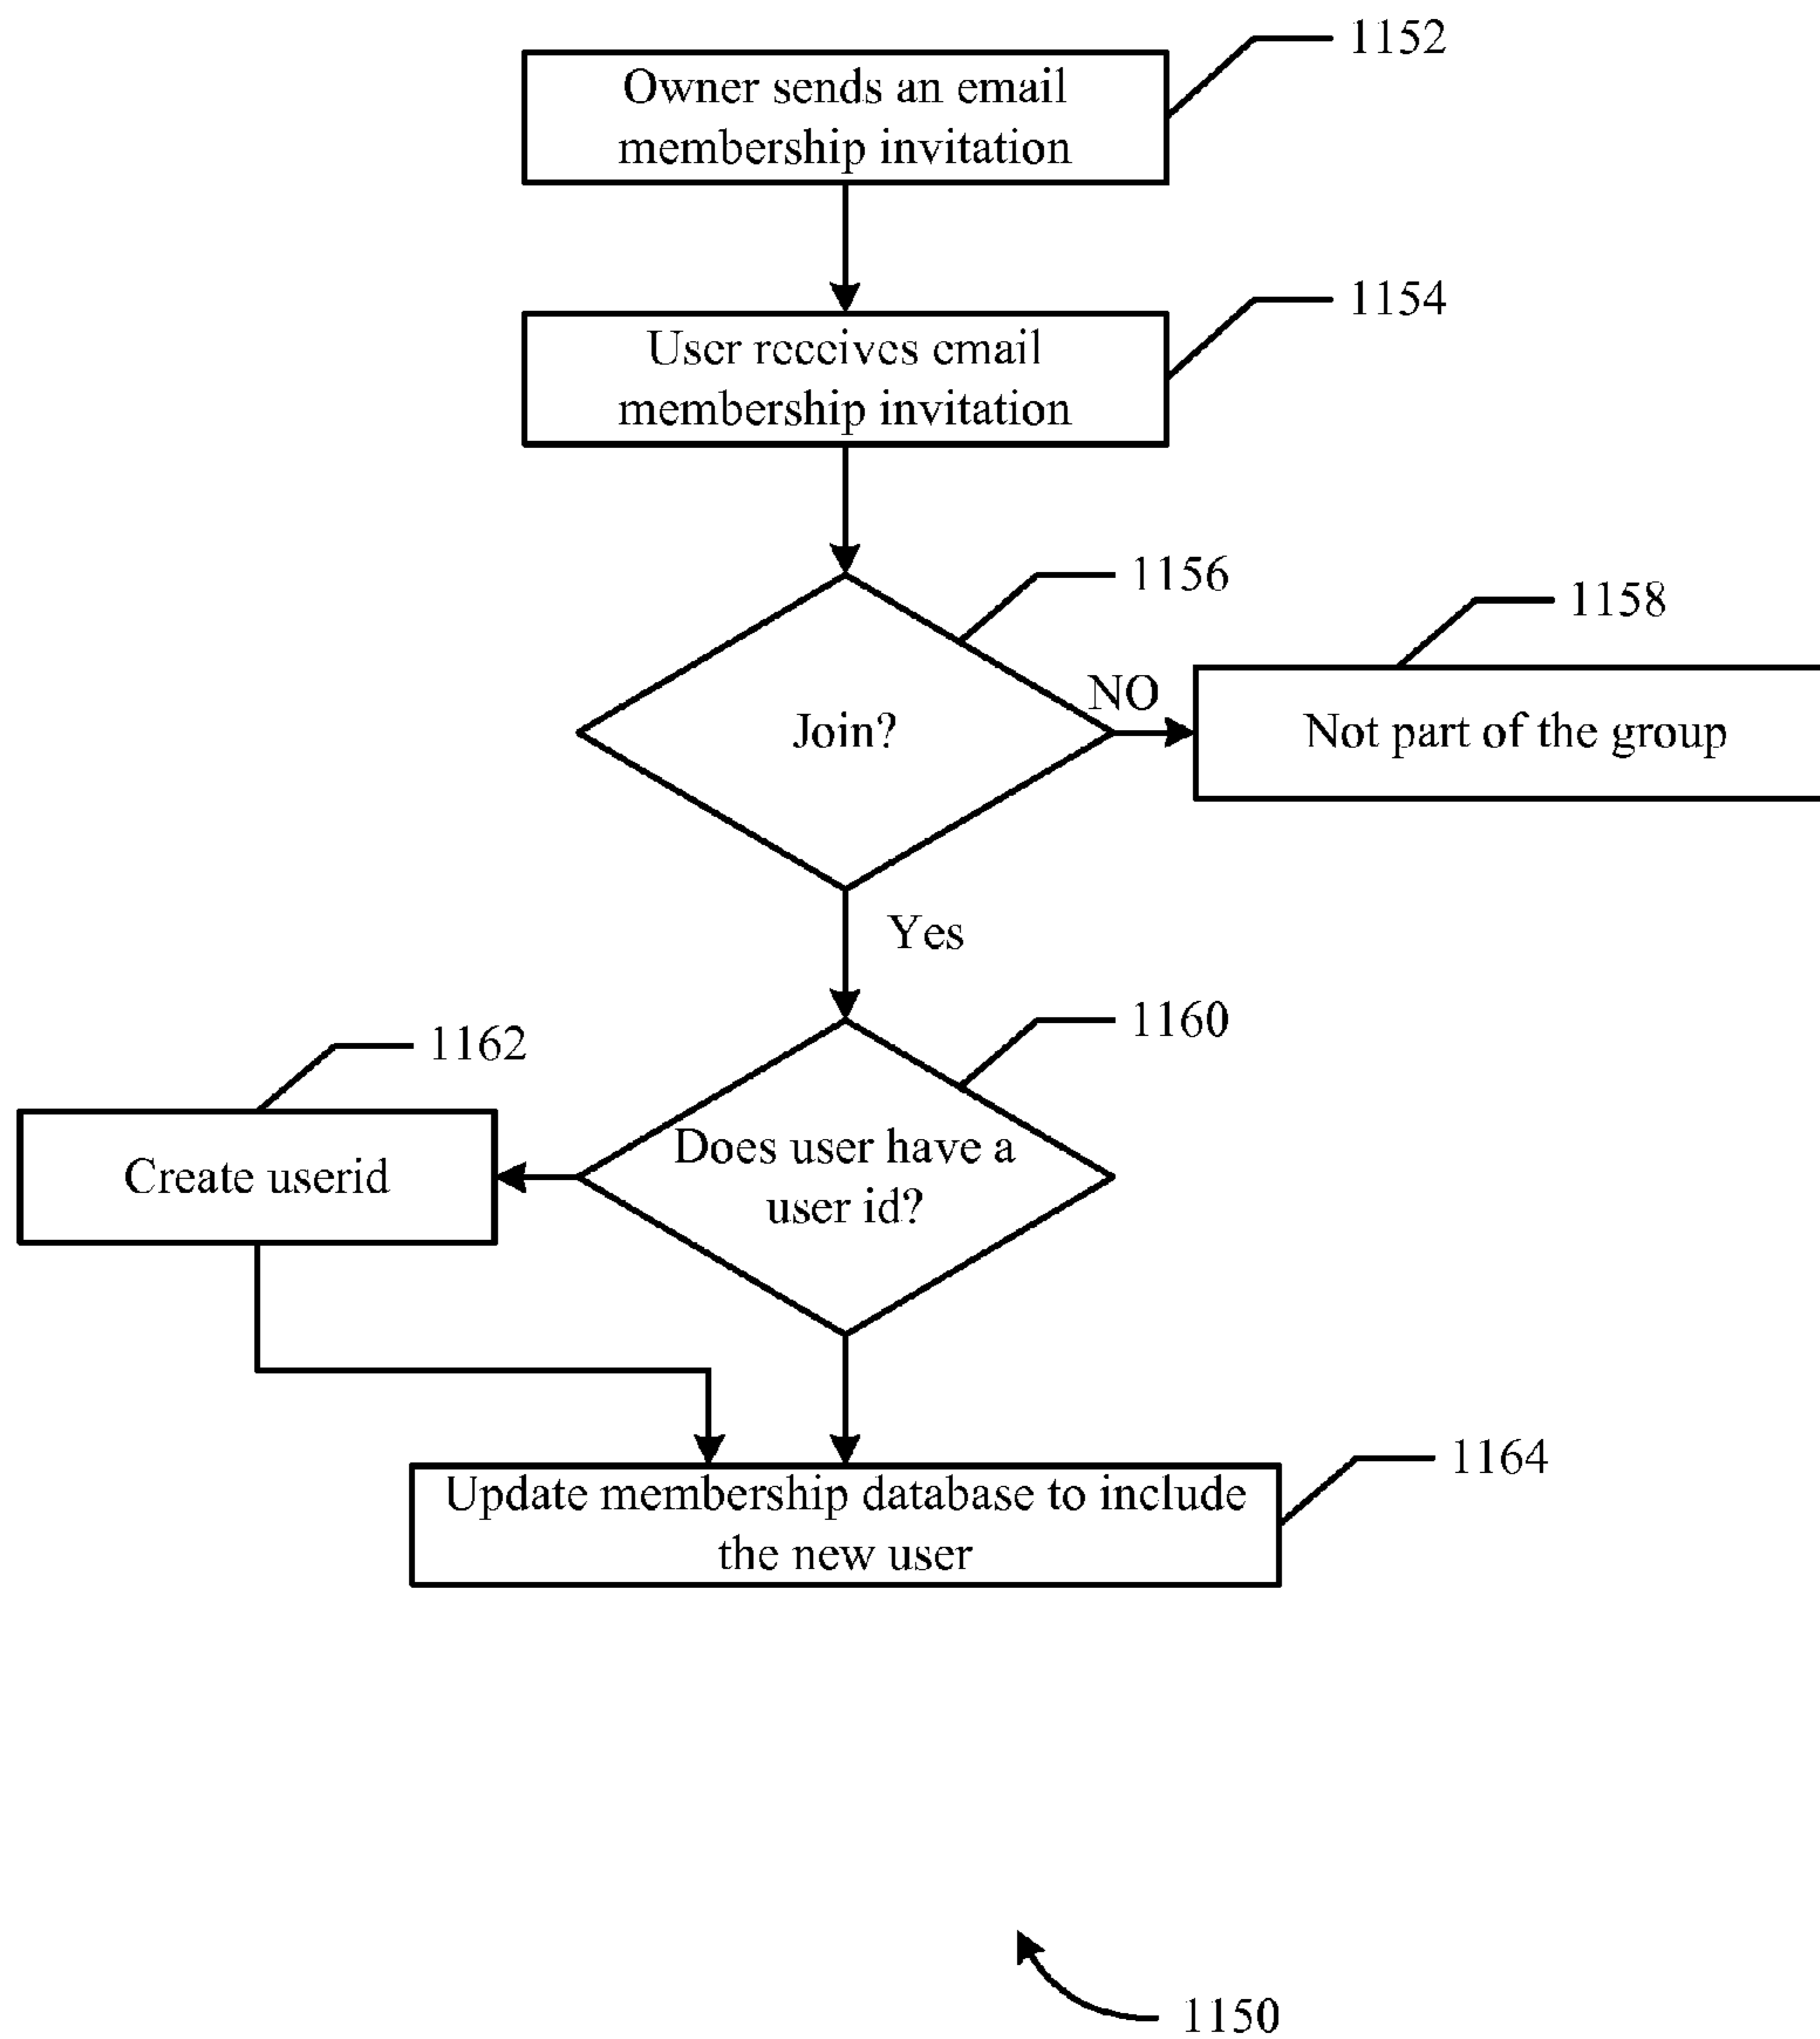 1152
Owner sends an email
membership invitation
1154
User receives email
membership invitation
1156
1158
NO
Join?
Not part of the group
Yes
1160
1162
Does user have a
user id?
Create userid
1164
Update membership database to include
the new user
1150